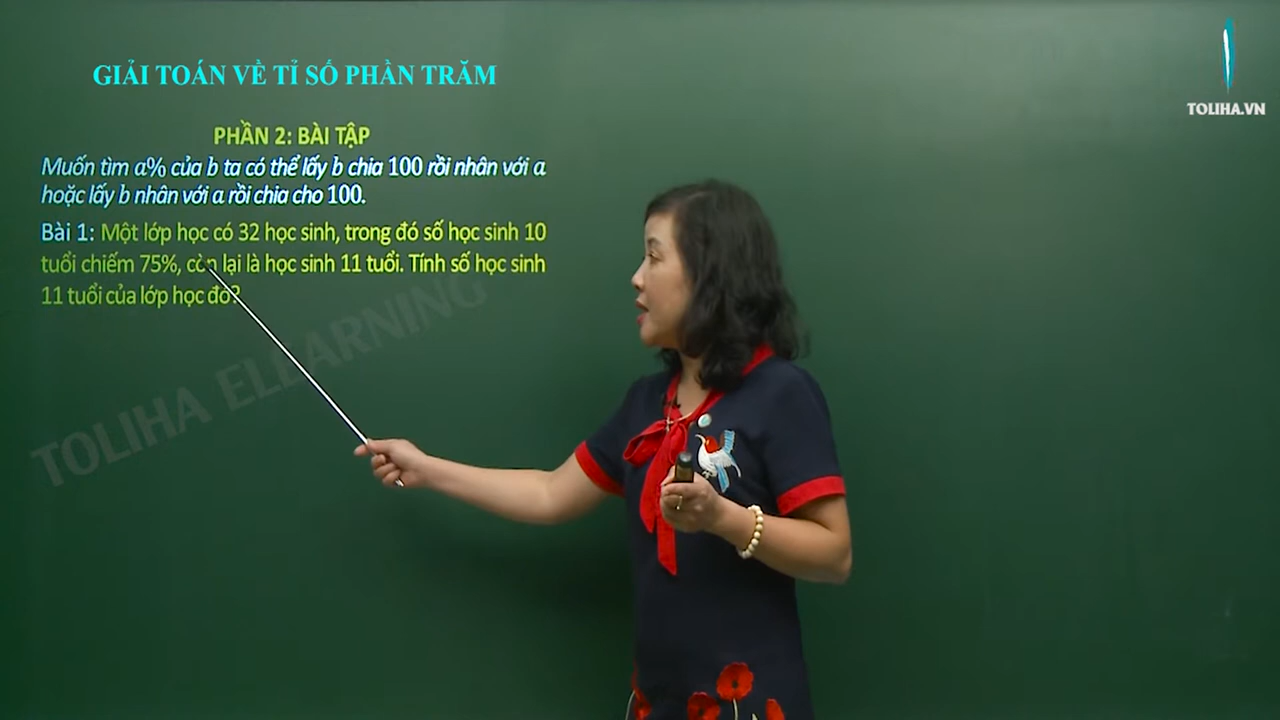 GIẢI TOÁN VỀ TỈ SỐ PHẦN TRĂM
TOLIHA.VN
PHẦN 2: BÀI TẬP
Muốn tìm a% của b ta có thể lấy b chia 100 rồi nhân với a
hoặc lấy b nhân với a rồi chia cho 100.
Bài 1: Một lớp học có 32 học sinh, trong đó số học sinh 10
tuổi chiếm 75%, còn lại là học sinh 11 tuổi. Tính số học sinh
11 tuổi của lớp học đó?
TOLIHA ELEARNING